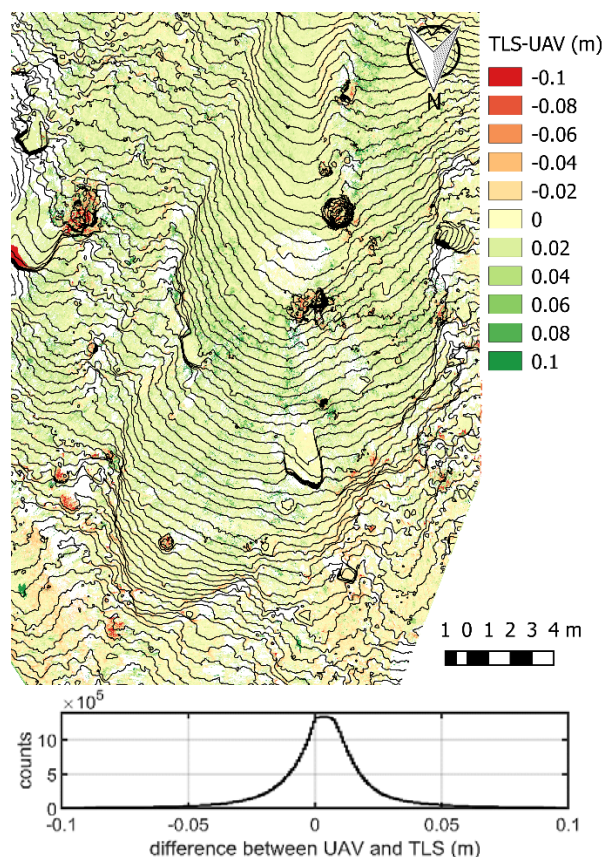 TLS-UAV (m)
-0.1
-0.08
-0.06
-0.04
-0.02
0
0.02
0.04
0.06
0.08
0.1
N
1 0 1 2 3 4 m
×10⁵
10
5
0
counts
-0.1 -0.05 0 0.05 0.1
difference between UAV and TLS (m)